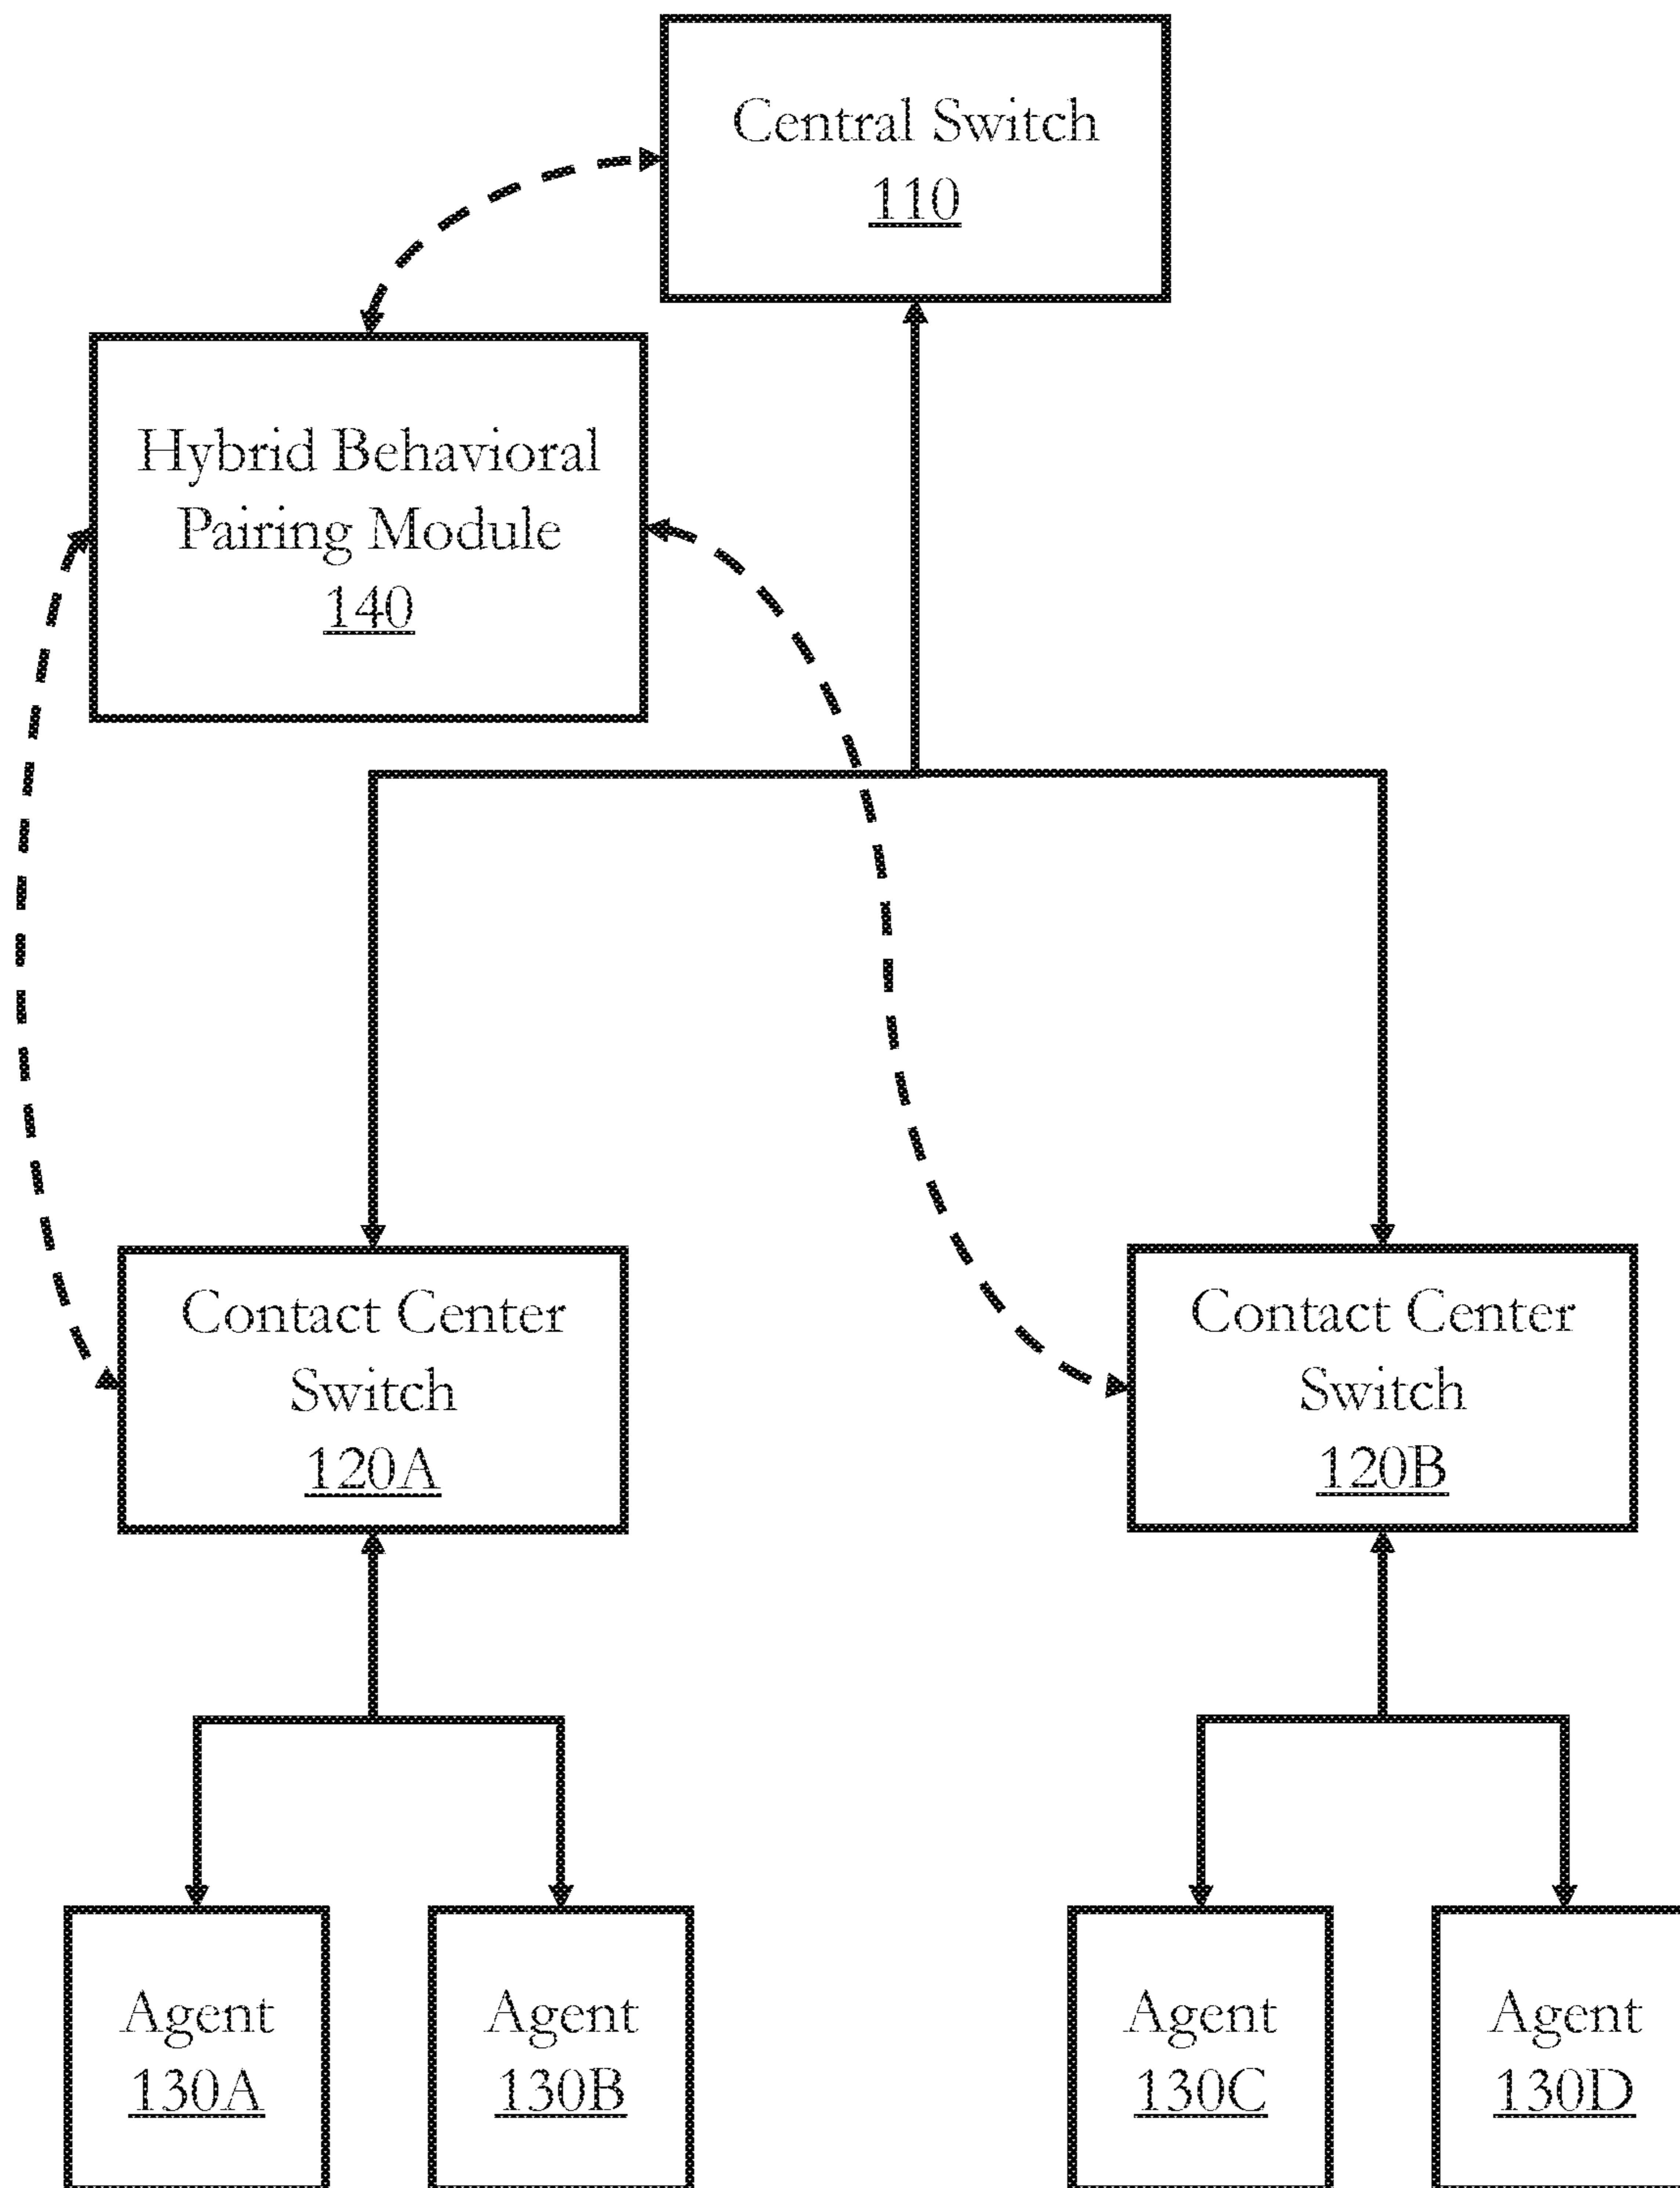 Central Switch
110
Hybrid Behavioral
Pairing Module
140
Contact Center
Switch
120A
Contact Center
Switch
120B
Agent
130A
Agent
130B
Agent
130C
Agent
130D